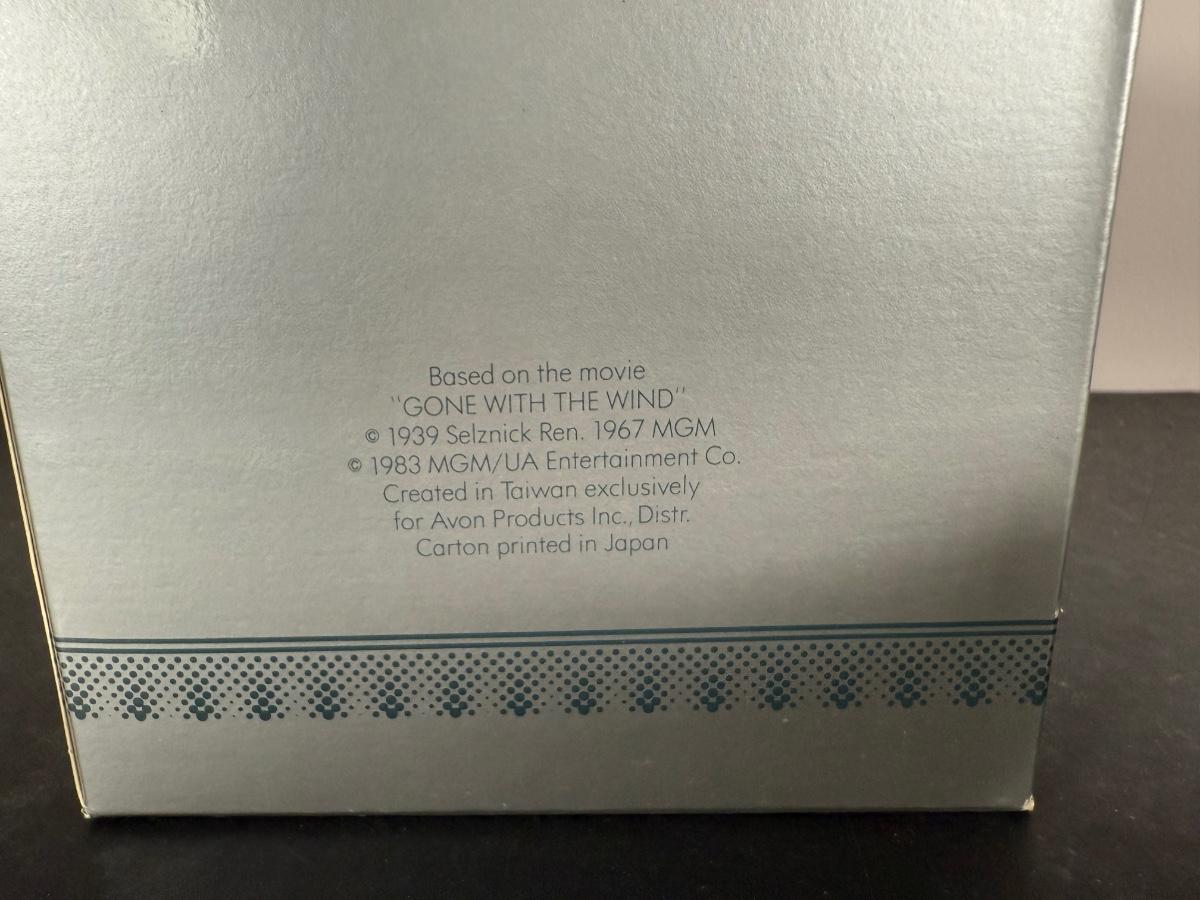 Based on the movie
"GONE WITH THE WIND"
© 1939 Selznick Ren. 1967 MGM
© 1983 MGM/UA Entertainment Co.
Created in Taiwan exclusively
for Avon Products Inc., Distr.
Carton printed in Japan